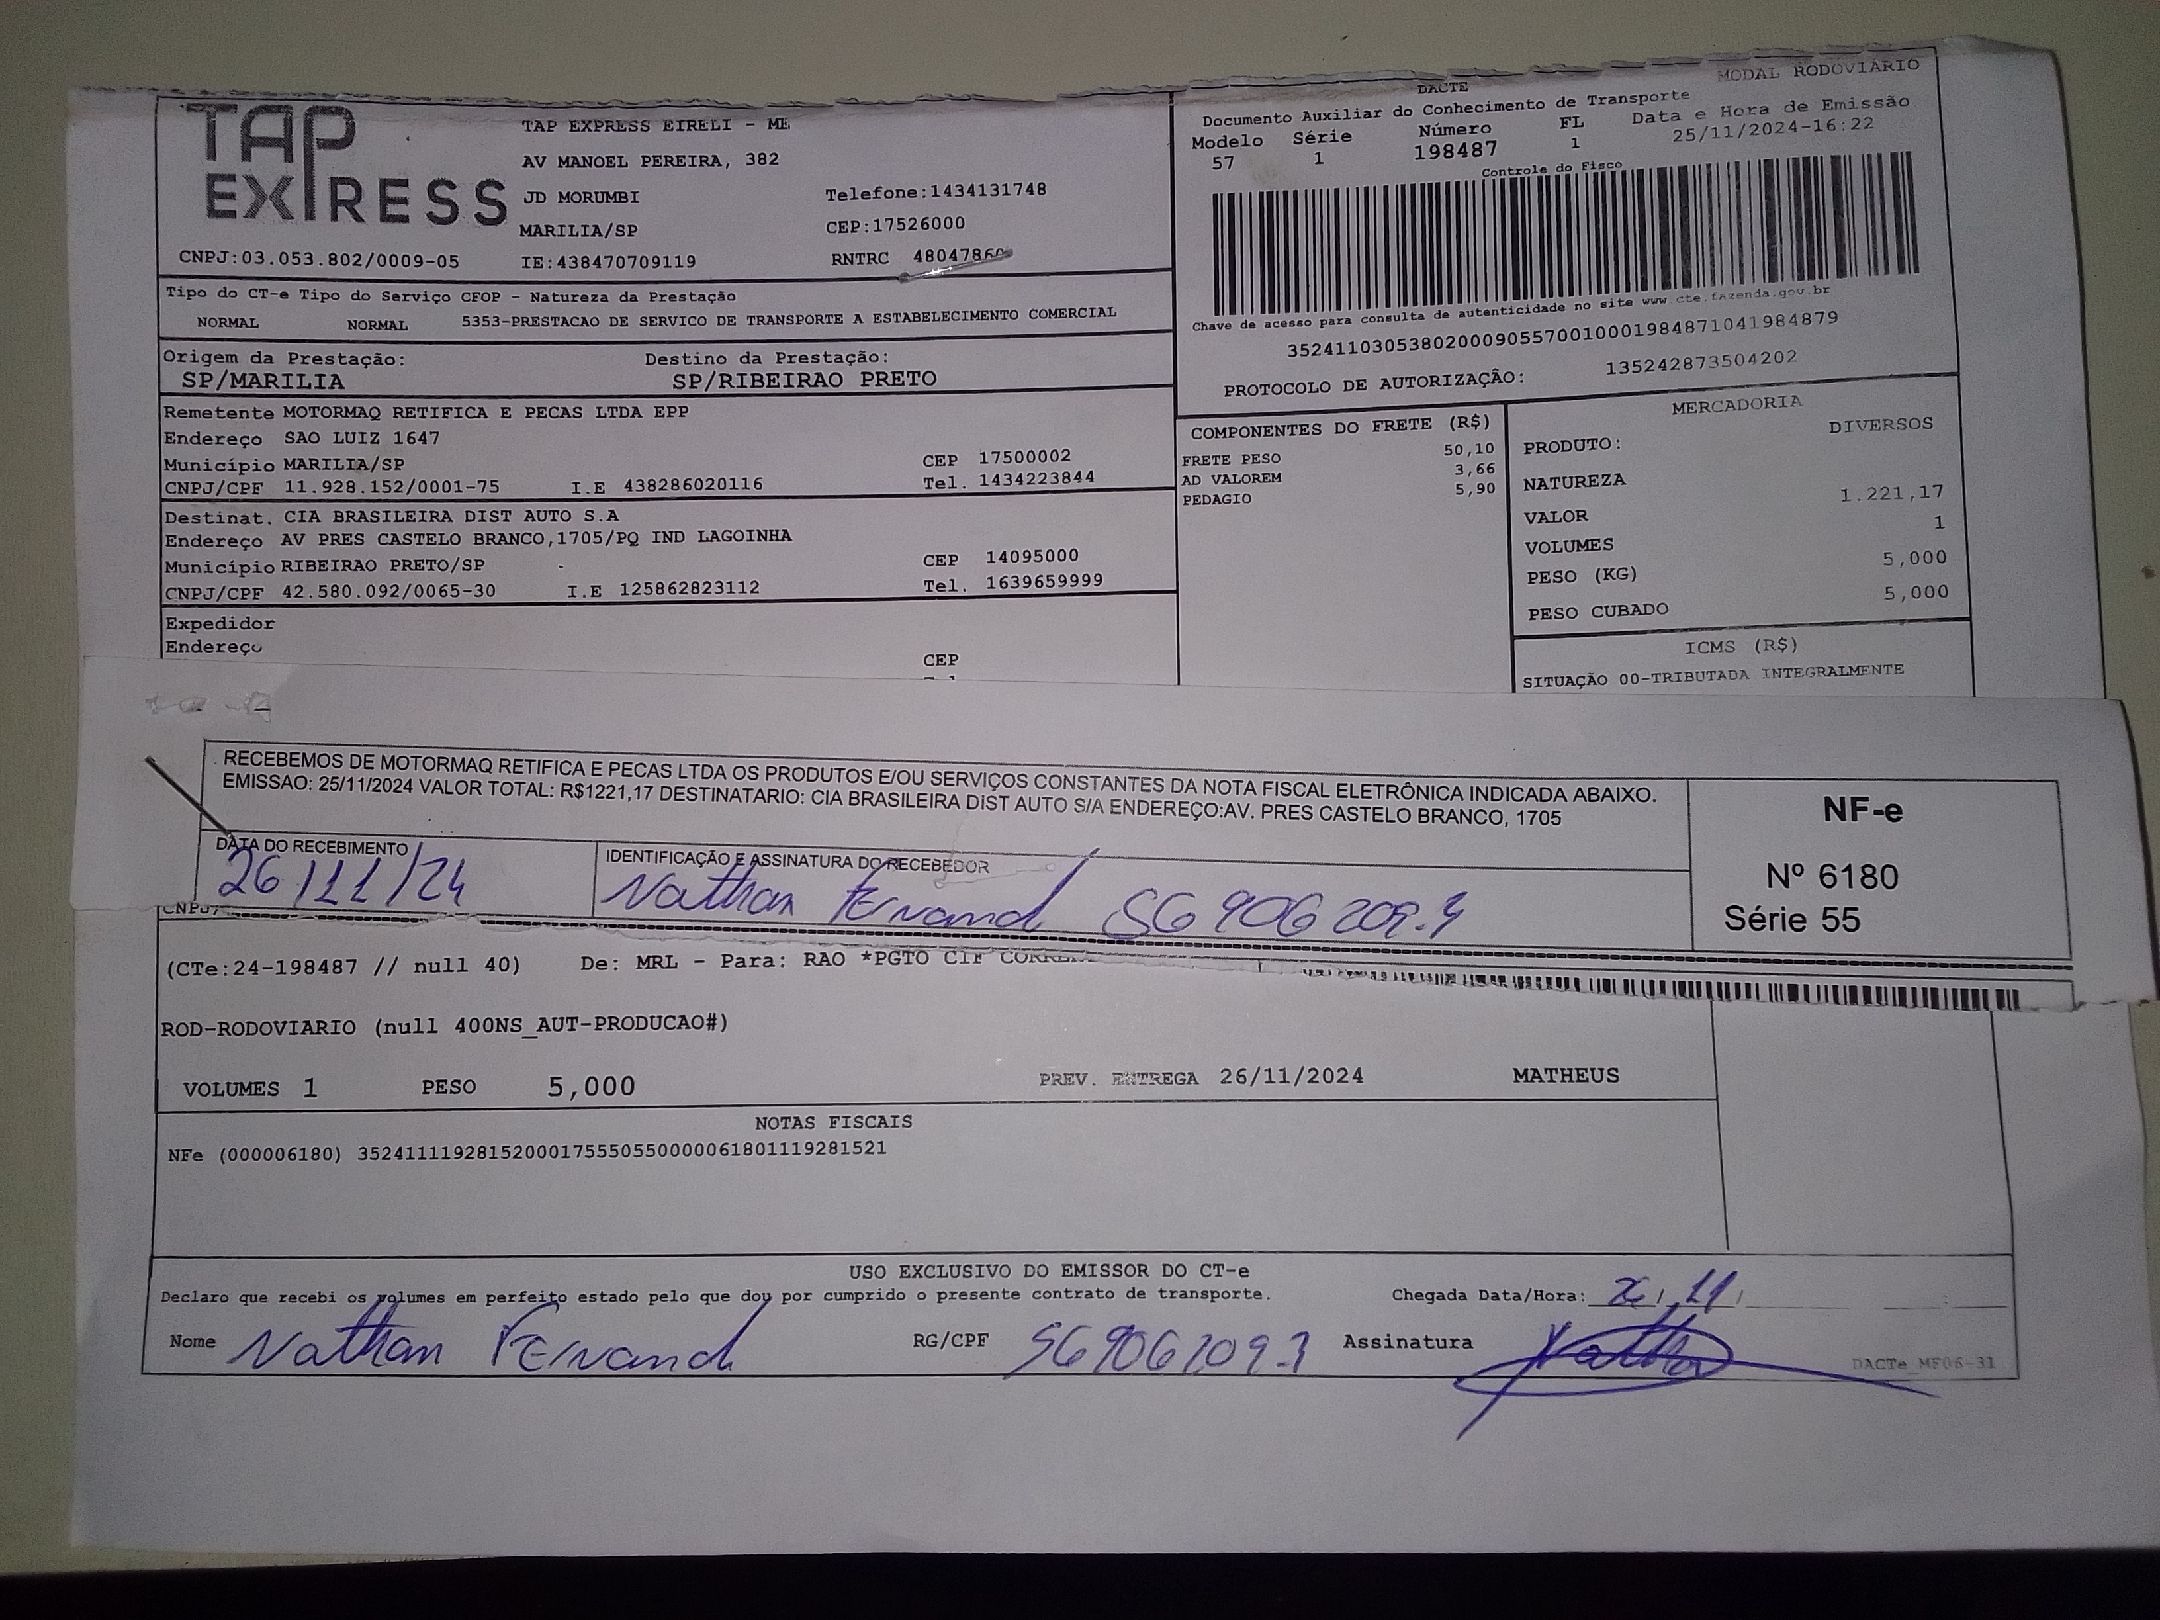 TAP EXPRESS
TAP EXPRESS EIRELI - ME
AV MANOEL PEREIRA, 382
JD MORUMBI Telefone:1434131748
MARILIA/SP CEP:17526000
CNPJ:03.053.802/0009-05 IE:438470709119 RNTRC 48047860
Tipo do CT-e Tipo do Serviço CFOP - Natureza da Prestação
NORMAL NORMAL 5353-PRESTACAO DE SERVICO DE TRANSPORTE A ESTABELECIMENTO COMERCIAL
Origem da Prestação: Destino da Prestação:
SP/MARILIA SP/RIBEIRAO PRETO
Remetente MOTORMAQ RETIFICA E PECAS LTDA EPP
Endereço SAO LUIZ 1647
Município MARILIA/SP CEP 17500002
CNPJ/CPF 11.928.152/0001-75 I.E 438286020116 Tel. 1434223844
Destinat. CIA BRASILEIRA DIST AUTO S.A
Endereço AV PRES CASTELO BRANCO,1705/PQ IND LAGOINHA
Município RIBEIRAO PRETO/SP CEP 14095000
CNPJ/CPF 42.580.092/0065-30 I.E 125862823112 Tel. 1639659999
Expedidor
Endereço
CEP
DACTE MODAL RODOVIARIO
Documento Auxiliar do Conhecimento de Transporte
Modelo Série Número FL Data e Hora de Emissão
57 1 198487 1 25/11/2024-16:22
Controle do Fisco
Chave de acesso para consulta de autenticidade no site www.cte.fazenda.gov.br
35241103053802000905570010001984871041984879
PROTOCOLO DE AUTORIZAÇÃO: 135242873504202
COMPONENTES DO FRETE (R$)
FRETE PESO 50,10
AD VALOREM 3,66
PEDAGIO 5,90
MERCADORIA
PRODUTO: DIVERSOS
NATUREZA
VALOR 1.221,17
VOLUMES 1
PESO (KG) 5,000
PESO CUBADO 5,000
ICMS (R$)
SITUAÇÃO 00-TRIBUTADA INTEGRALMENTE
RECEBEMOS DE MOTORMAQ RETIFICA E PECAS LTDA OS PRODUTOS E/OU SERVIÇOS CONSTANTES DA NOTA FISCAL ELETRÔNICA INDICADA ABAIXO.
EMISSAO: 25/11/2024 VALOR TOTAL: R$1221,17 DESTINATARIO: CIA BRASILEIRA DIST AUTO S/A ENDEREÇO:AV. PRES CASTELO BRANCO, 1705
NF-e
Nº 6180
Série 55
DATA DO RECEBIMENTO IDENTIFICAÇÃO E ASSINATURA DO RECEBEDOR
26/11/24 Nathan Fernand
(CTe:24-198487 // null 40) De: MRL - Para: RAO *PGTO CIF
ROD-RODOVIARIO (null 400NS_AUT-PRODUCAO#)
VOLUMES 1 PESO 5,000 PREV. ENTREGA 26/11/2024 MATHEUS
NOTAS FISCAIS
NFe (000006180) 35241111928152000175550550000061801119281521
USO EXCLUSIVO DO EMISSOR DO CT-e
Declaro que recebi os volumes em perfeito estado pelo que dou por cumprido o presente contrato de transporte. Chegada Data/Hora: 26/11/
Nome Nathan Fernand RG/CPF Assinatura
DACTe_MF06-31